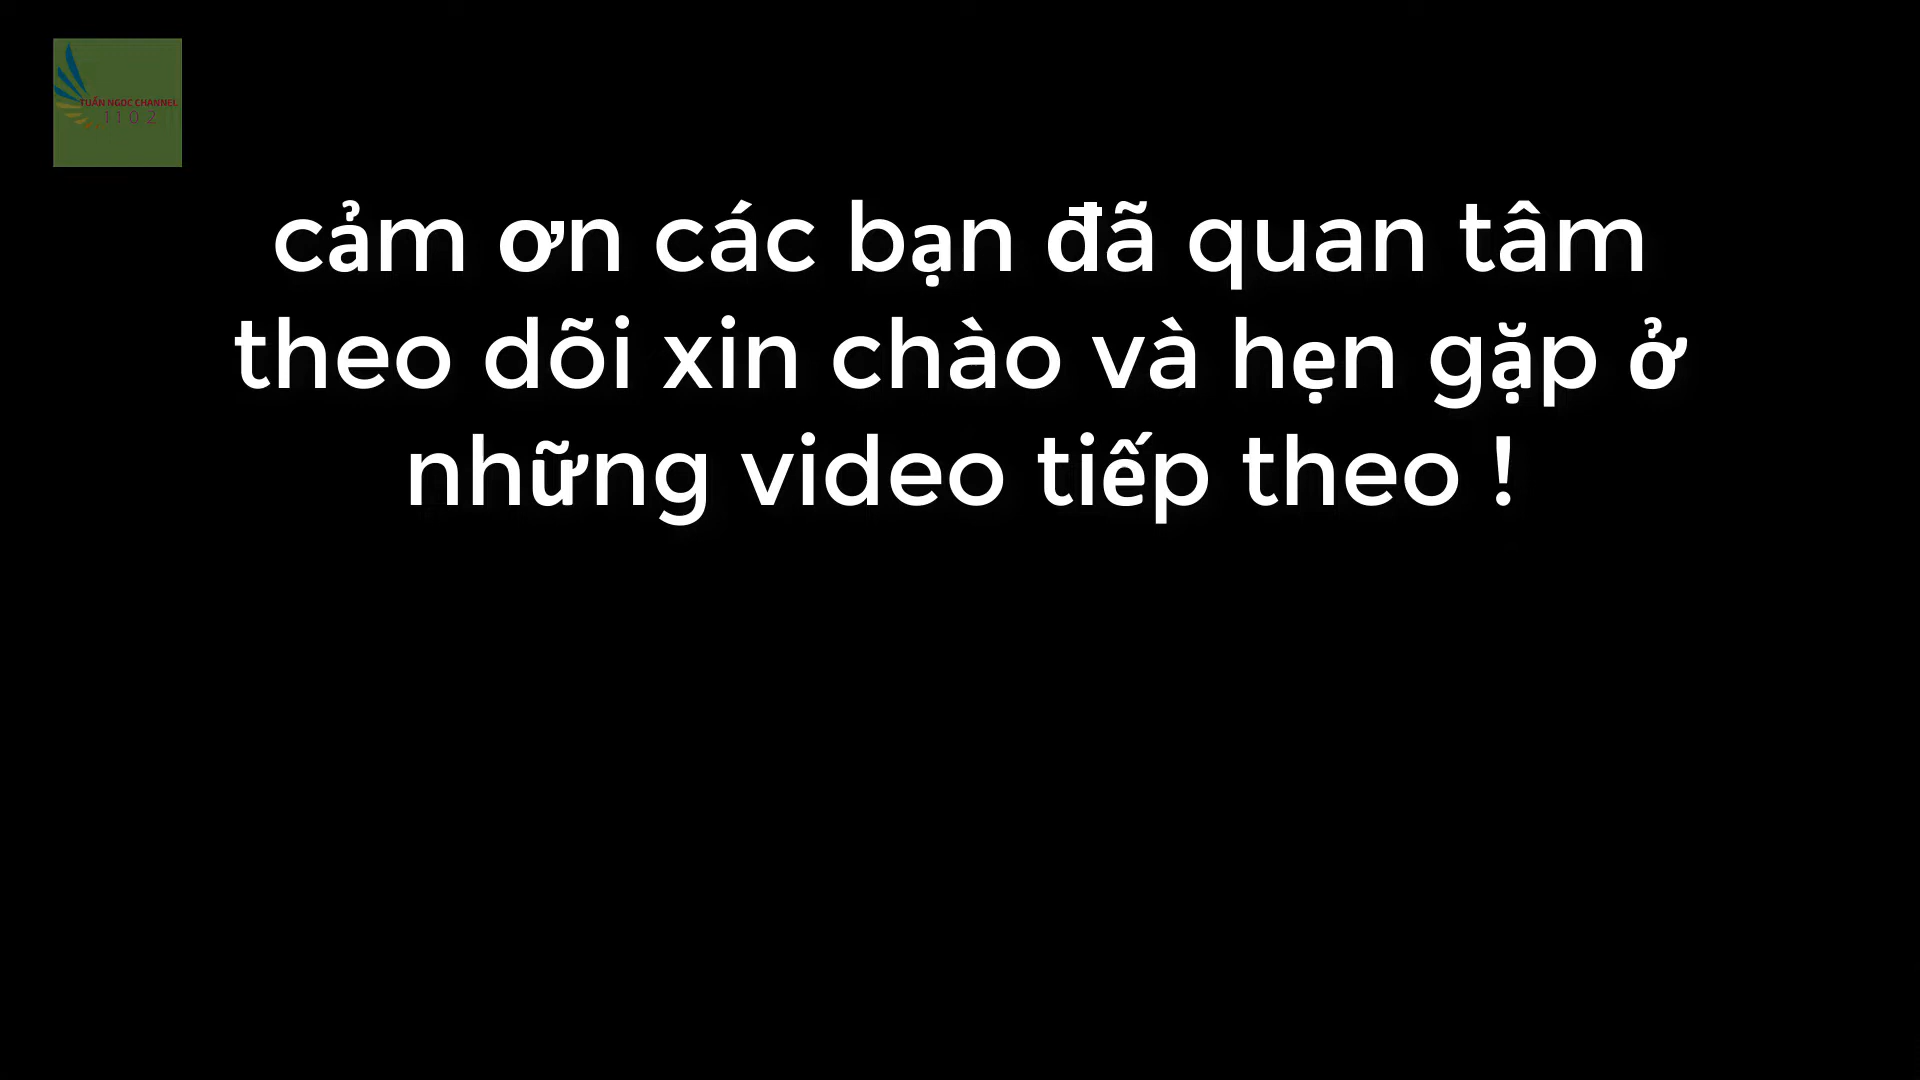 TUẤN NGỌC CHANNEL
1102
cảm ơn các bạn đã quan tâm
theo dõi xin chào và hẹn gặp ở
những video tiếp theo !